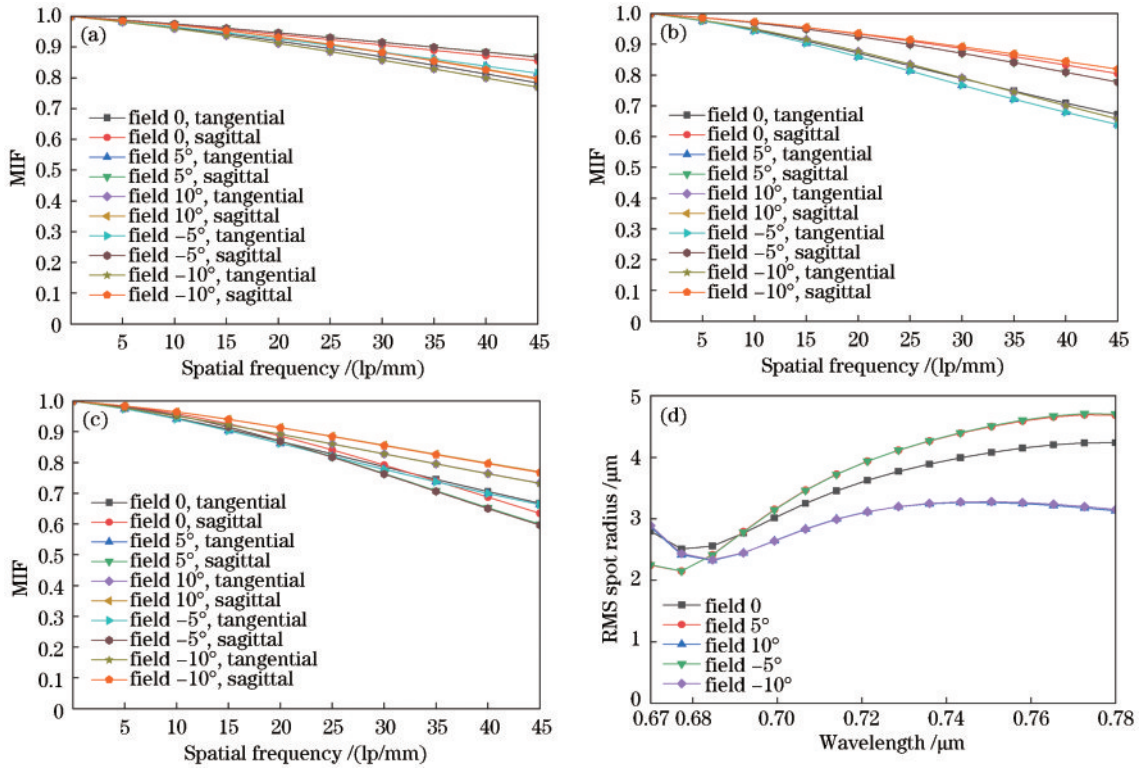 (a)
MIF
1.0
0.9
0.8
0.7
0.6
0.5
0.4
0.3
0.2
0.1
0
field 0, tangential
field 0, sagittal
field 5°, tangential
field 5°, sagittal
field 10°, tangential
field 10°, sagittal
field –5°, tangential
field –5°, sagittal
field –10°, tangential
field –10°, sagittal
5 10 15 20 25 30 35 40 45
Spatial frequency /(lp/mm)
(b)
MIF
1.0
0.9
0.8
0.7
0.6
0.5
0.4
0.3
0.2
0.1
0
field 0, tangential
field 0, sagittal
field 5°, tangential
field 5°, sagittal
field 10°, tangential
field 10°, sagittal
field –5°, tangential
field –5°, sagittal
field –10°, tangential
field –10°, sagittal
5 10 15 20 25 30 35 40 45
Spatial frequency /(lp/mm)
(c)
MIF
1.0
0.9
0.8
0.7
0.6
0.5
0.4
0.3
0.2
0.1
0
field 0, tangential
field 0, sagittal
field 5°, tangential
field 5°, sagittal
field 10°, tangential
field 10°, sagittal
field –5°, tangential
field –5°, sagittal
field –10°, tangential
field –10°, sagittal
5 10 15 20 25 30 35 40 45
Spatial frequency /(lp/mm)
(d)
RMS spot radius /μm
5
4
3
2
1
0
field 0
field 5°
field 10°
field –5°
field –10°
0.67 0.68 0.70 0.72 0.74 0.76 0.78
Wavelength /μm